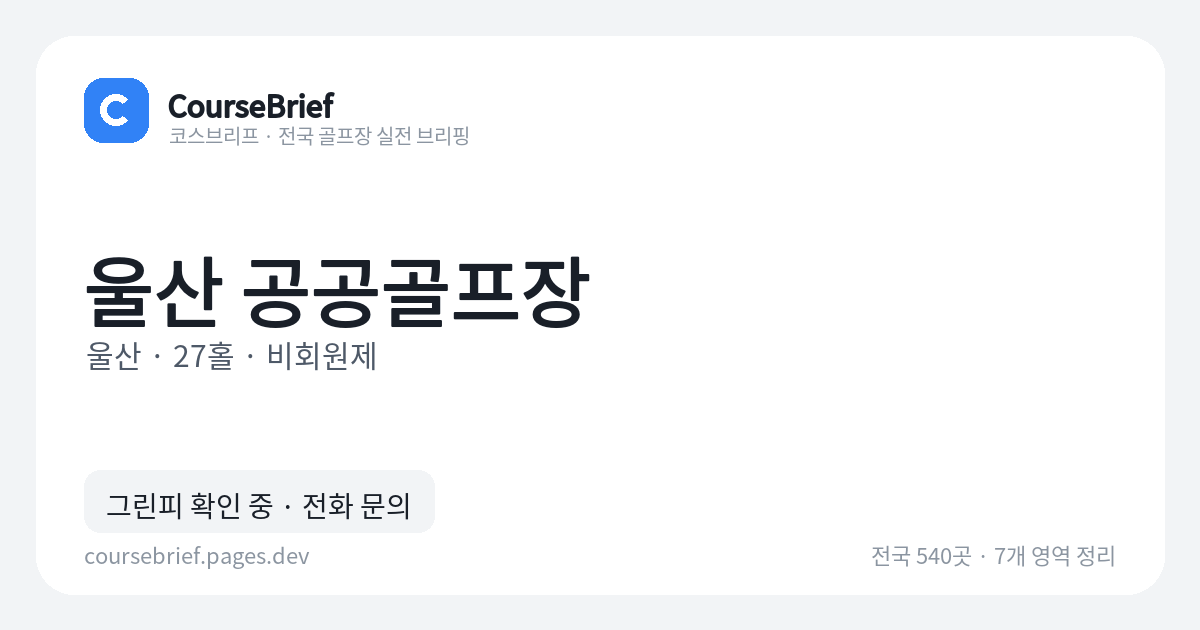 C
CourseBrief
코스브리프 · 전국 골프장 실전 브리핑
울산 공공골프장
울산 · 27홀 · 비회원제
그린피 확인 중 · 전화 문의
coursebrief.pages.dev
전국 540곳 · 7개 영역 정리